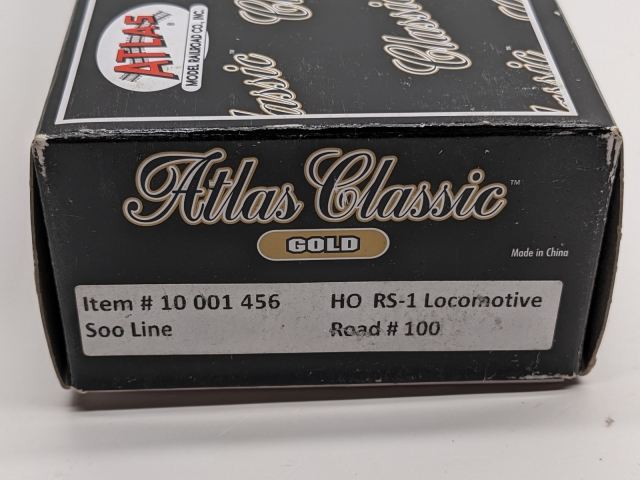 ATLAS
MODEL RAILROAD CO., INC.
Classic
Classic
Atlas Classic™
GOLD
Made in China
Item # 10 001 456 HO RS-1 Locomotive
Soo Line Road # 100